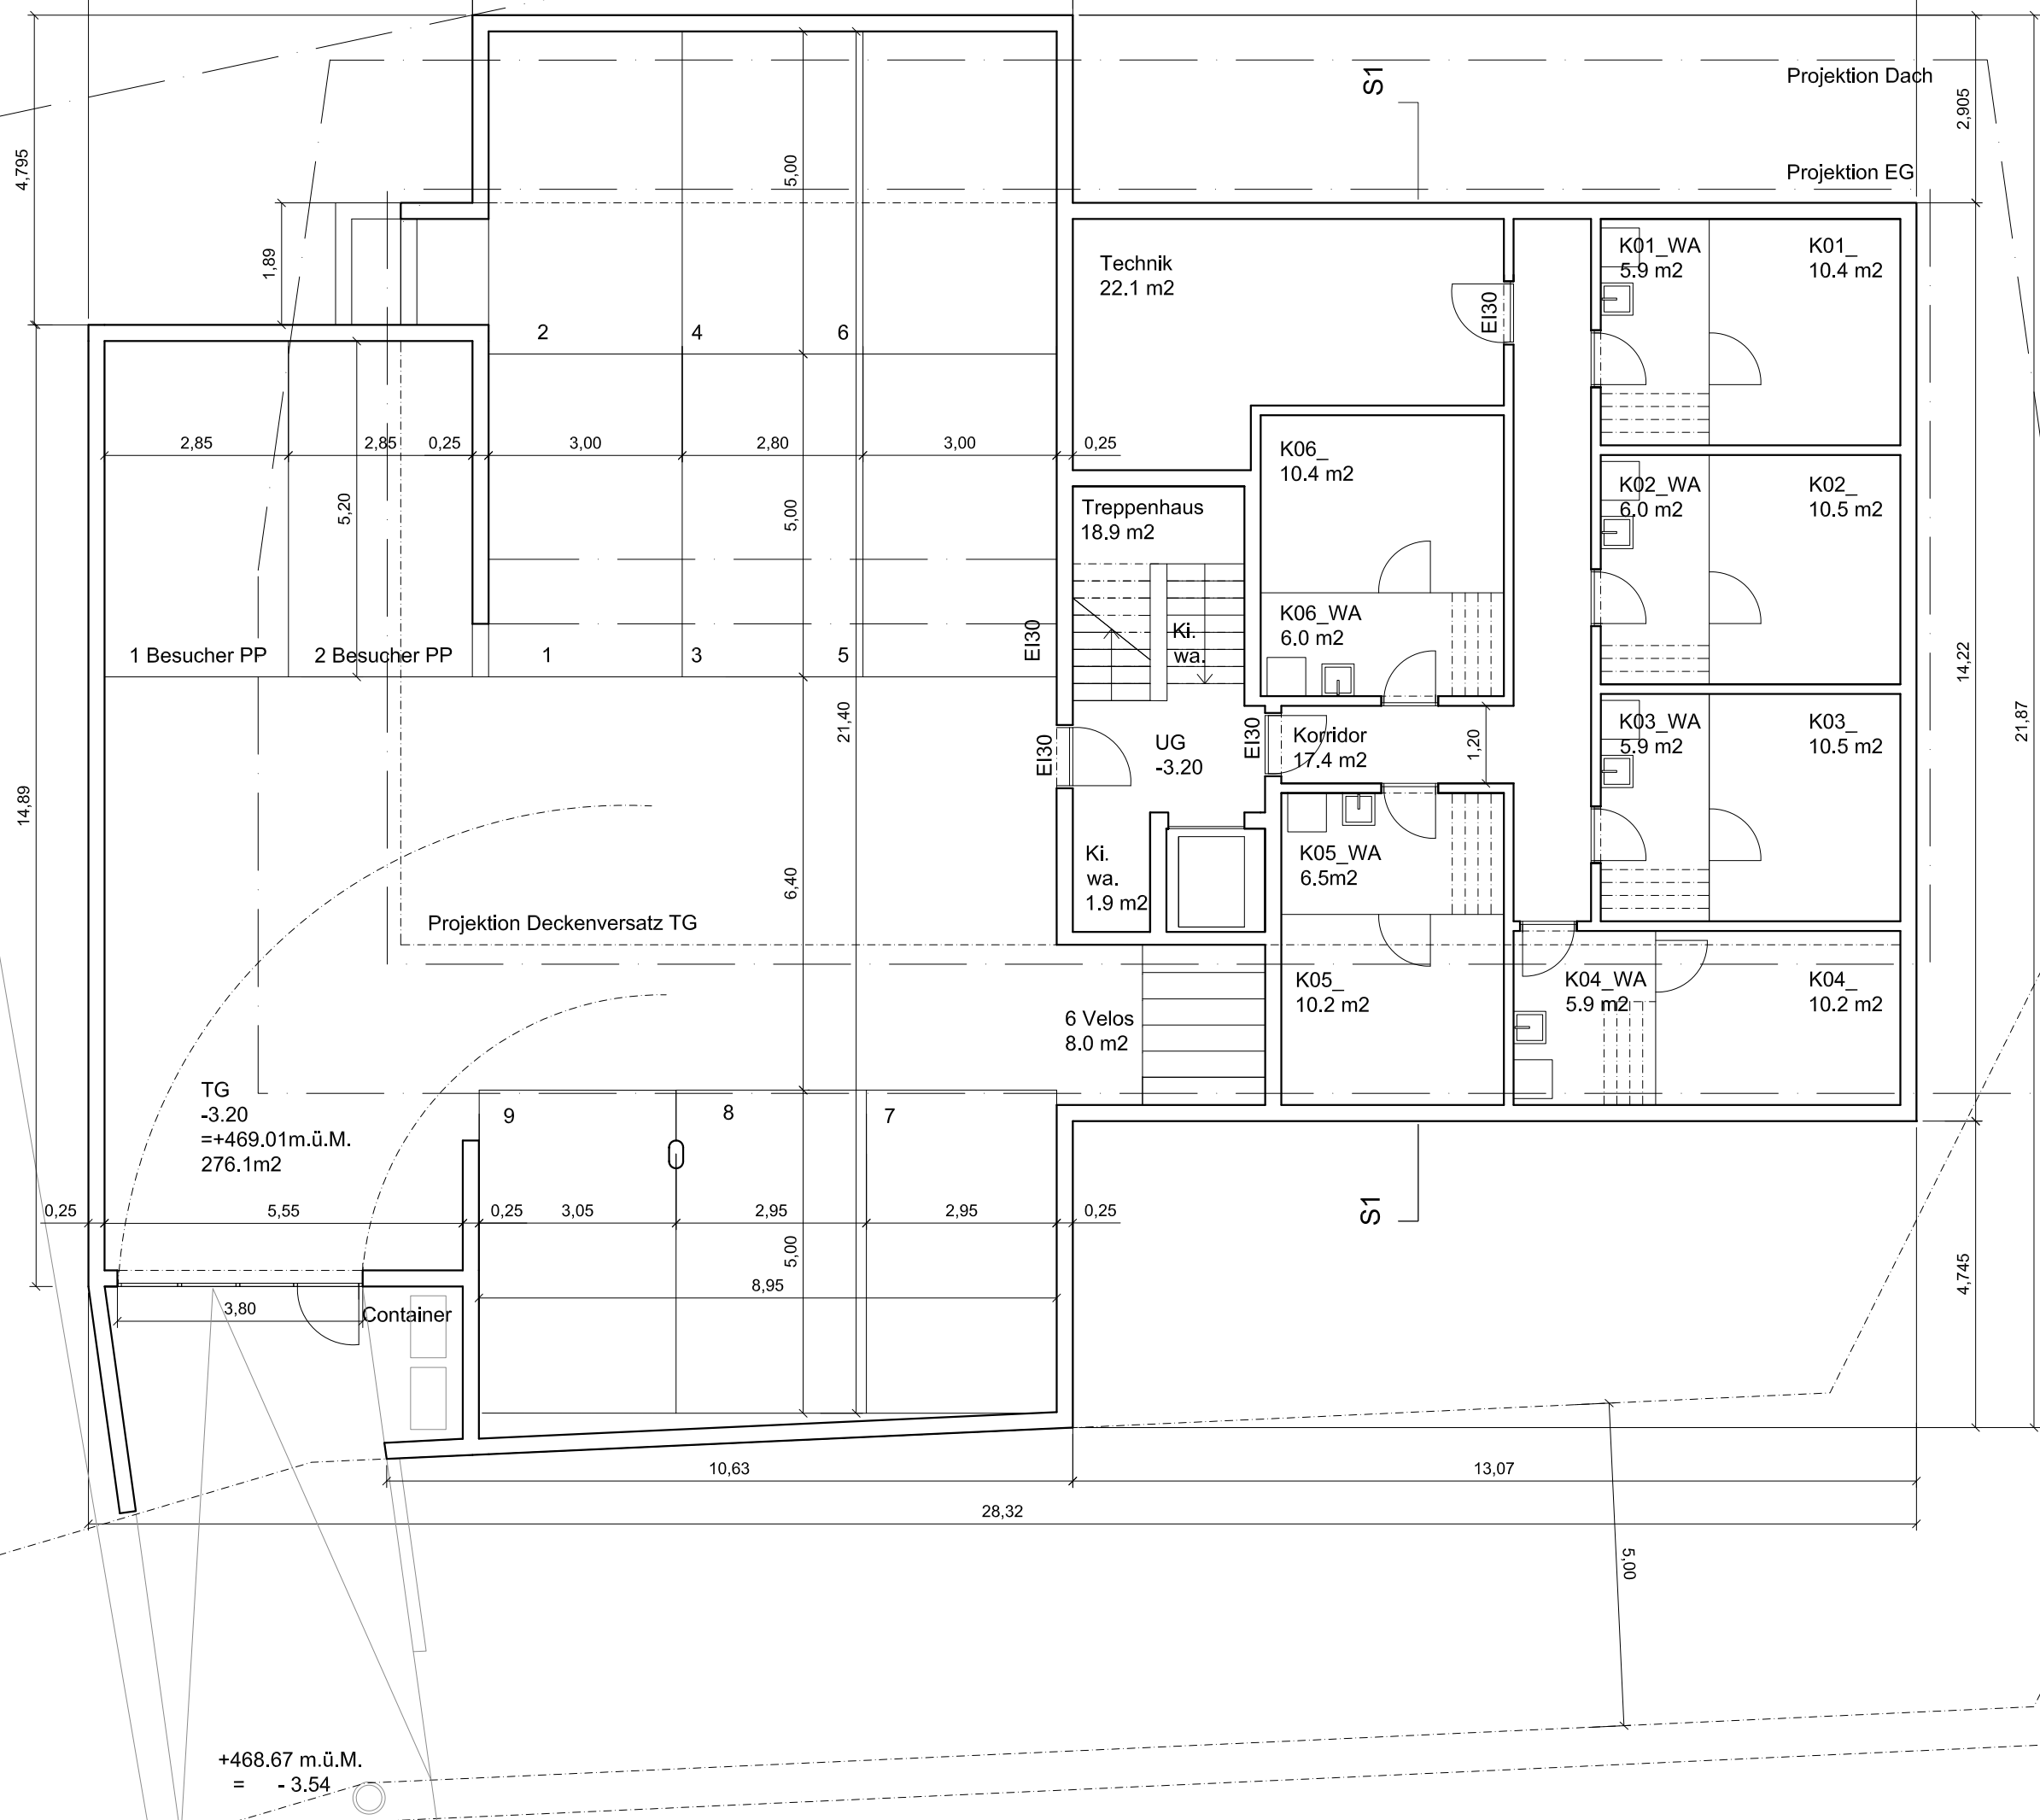 Projektion Dach
S1
2,905
4,795
5,00
Projektion EG
1,89
Technik
22.1 m2
EI30
K01_WA
5.9 m2
K01_
10.4 m2
2
4
6
2,85
2,85
0,25
3,00
2,80
3,00
0,25
K06_
10.4 m2
K02_WA
6.0 m2
K02_
10.5 m2
5,20
5,00
Treppenhaus
18.9 m2
EI30
Ki.
wa.
K06_WA
6.0 m2
14,22
21,87
1 Besucher PP
2 Besucher PP
1
3
5
21,40
EI30
UG
-3.20
EI30
Korridor
17.4 m2
1,20
K03_WA
5.9 m2
K03_
10.5 m2
14,89
6,40
Ki.
wa.
1.9 m2
K05_WA
6.5m2
Projektion Deckenversatz TG
6 Velos
8.0 m2
K05_
10.2 m2
K04_WA
5.9 m2
K04_
10.2 m2
TG
-3.20
=+469.01m.ü.M.
276.1m2
9
8
7
0,25
5,55
0,25
3,05
2,95
2,95
0,25
S1
5,00
8,95
4,745
3,80
Container
10,63
13,07
28,32
5,00
+468.67 m.ü.M.
= - 3.54